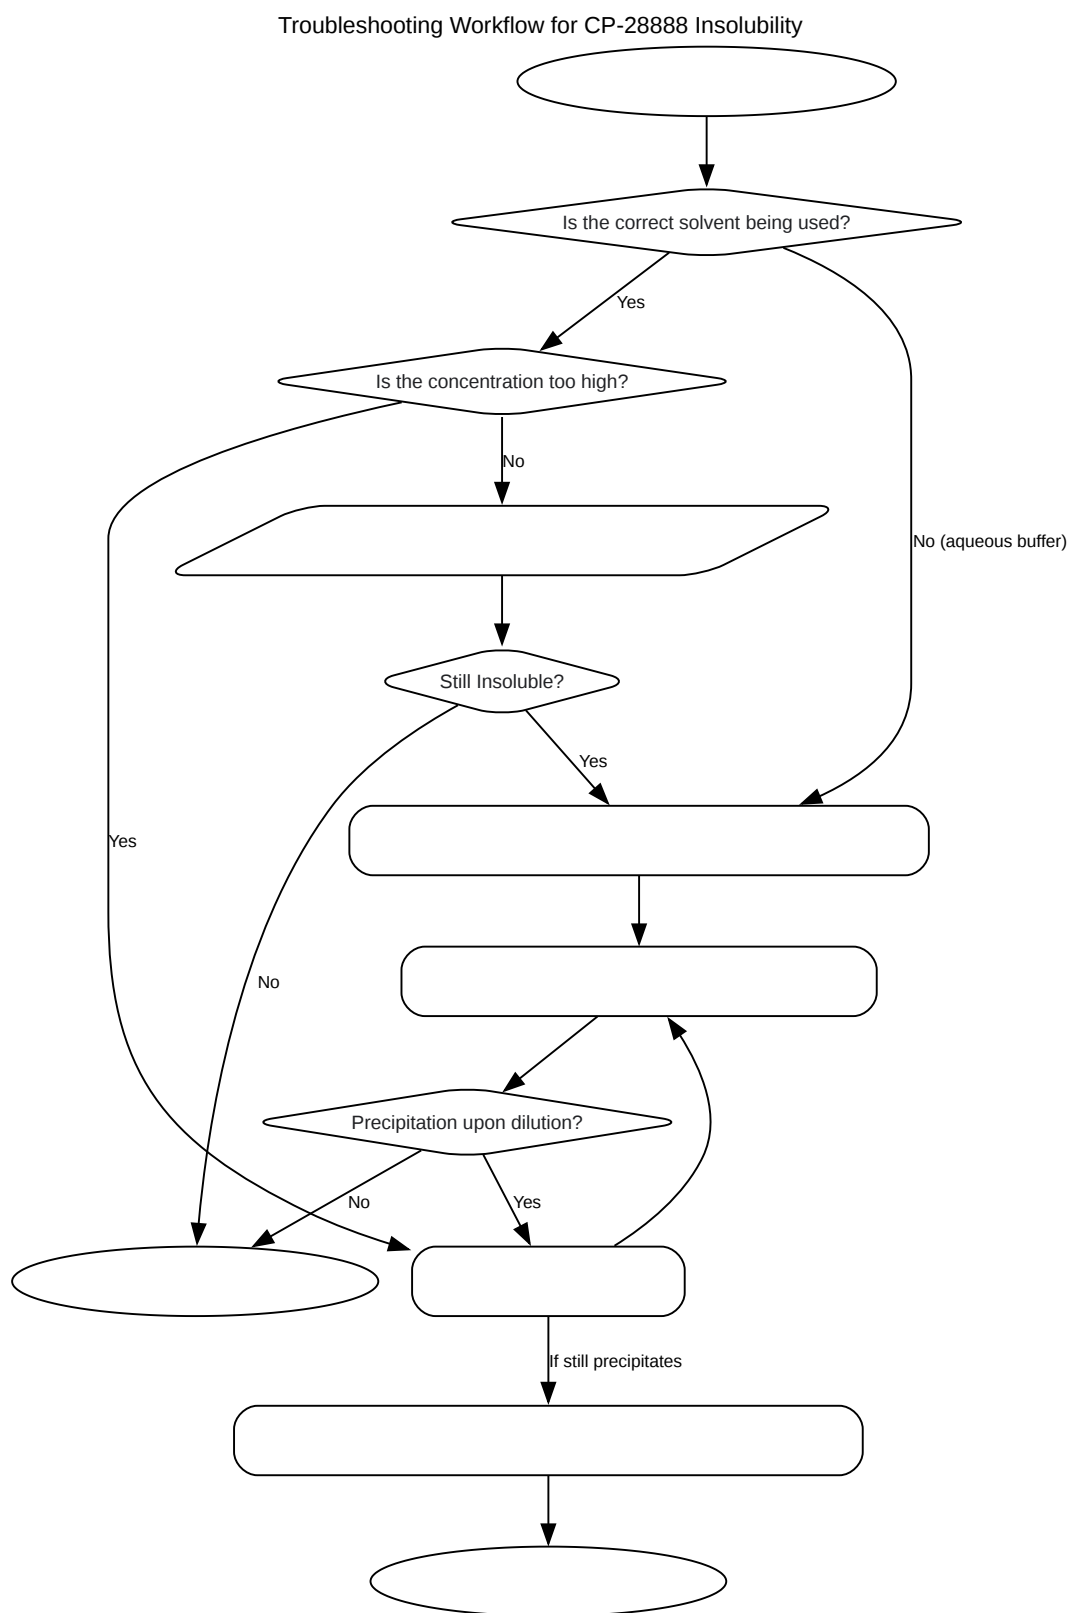 Troubleshooting Workflow for CP-28888 Insolubility
Is the correct solvent being used?
Yes
Is the concentration too high?
No
No (aqueous buffer)
Still Insoluble?
Yes
Yes
No
Precipitation upon dilution?
No
Yes
If still precipitates